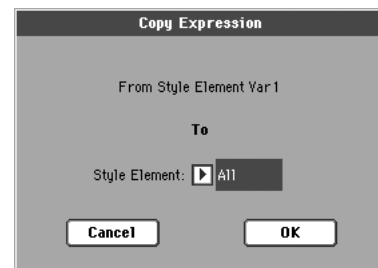 Copy Expression
From Style Element Var1
To
Style Element: All
Cancel OK